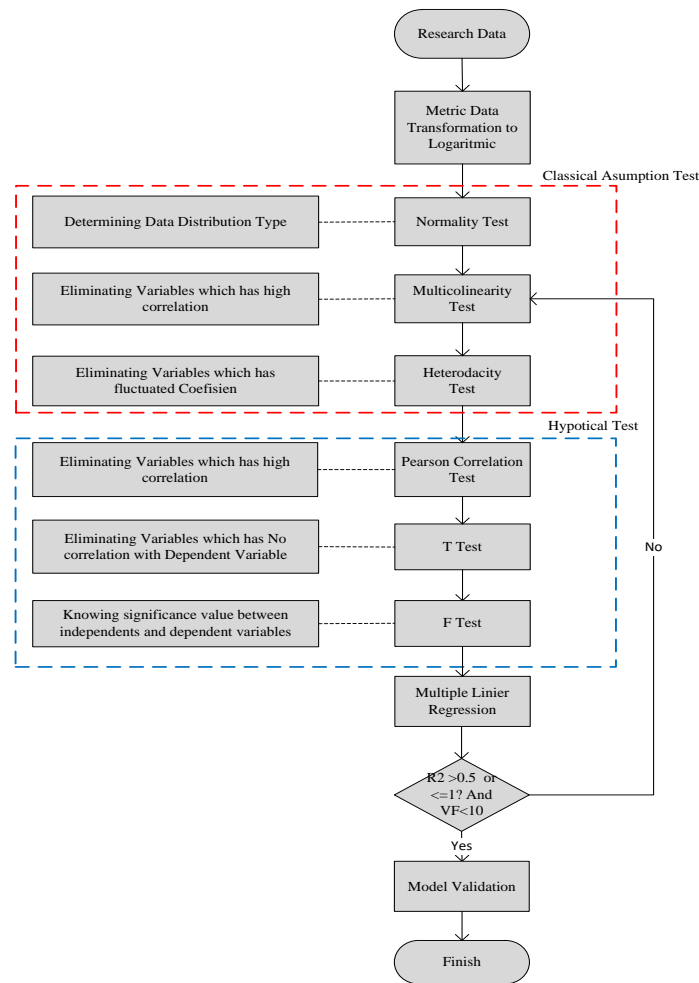 Research Data
Metric Data
Transformation to
Logaritmic
Classical Asumption Test
Determining Data Distribution Type
Normality Test
Eliminating Variables which has high
correlation
Multicolinearity
Test
Eliminating Variables which has
fluctuated Coefisien
Heterodacity
Test
Hypotical Test
Eliminating Variables which has high
correlation
Pearson Correlation
Test
Eliminating Variables which has No
correlation with Dependent Variable
T Test
No
Knowing significance value between
independents and dependent variables
F Test
Multiple Linier
Regression
R2 >0.5 or
<=1? And
VF<10
Yes
Model Validation
Finish